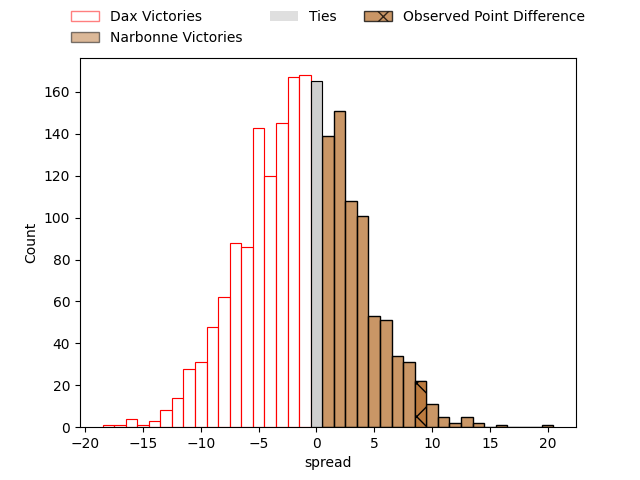 Dax Victories
Narbonne Victories
Ties
Observed Point Difference
160
140
120
100
80
60
40
20
0
Count
−20 −15 −10 −5 0 5 10 15 20
spread